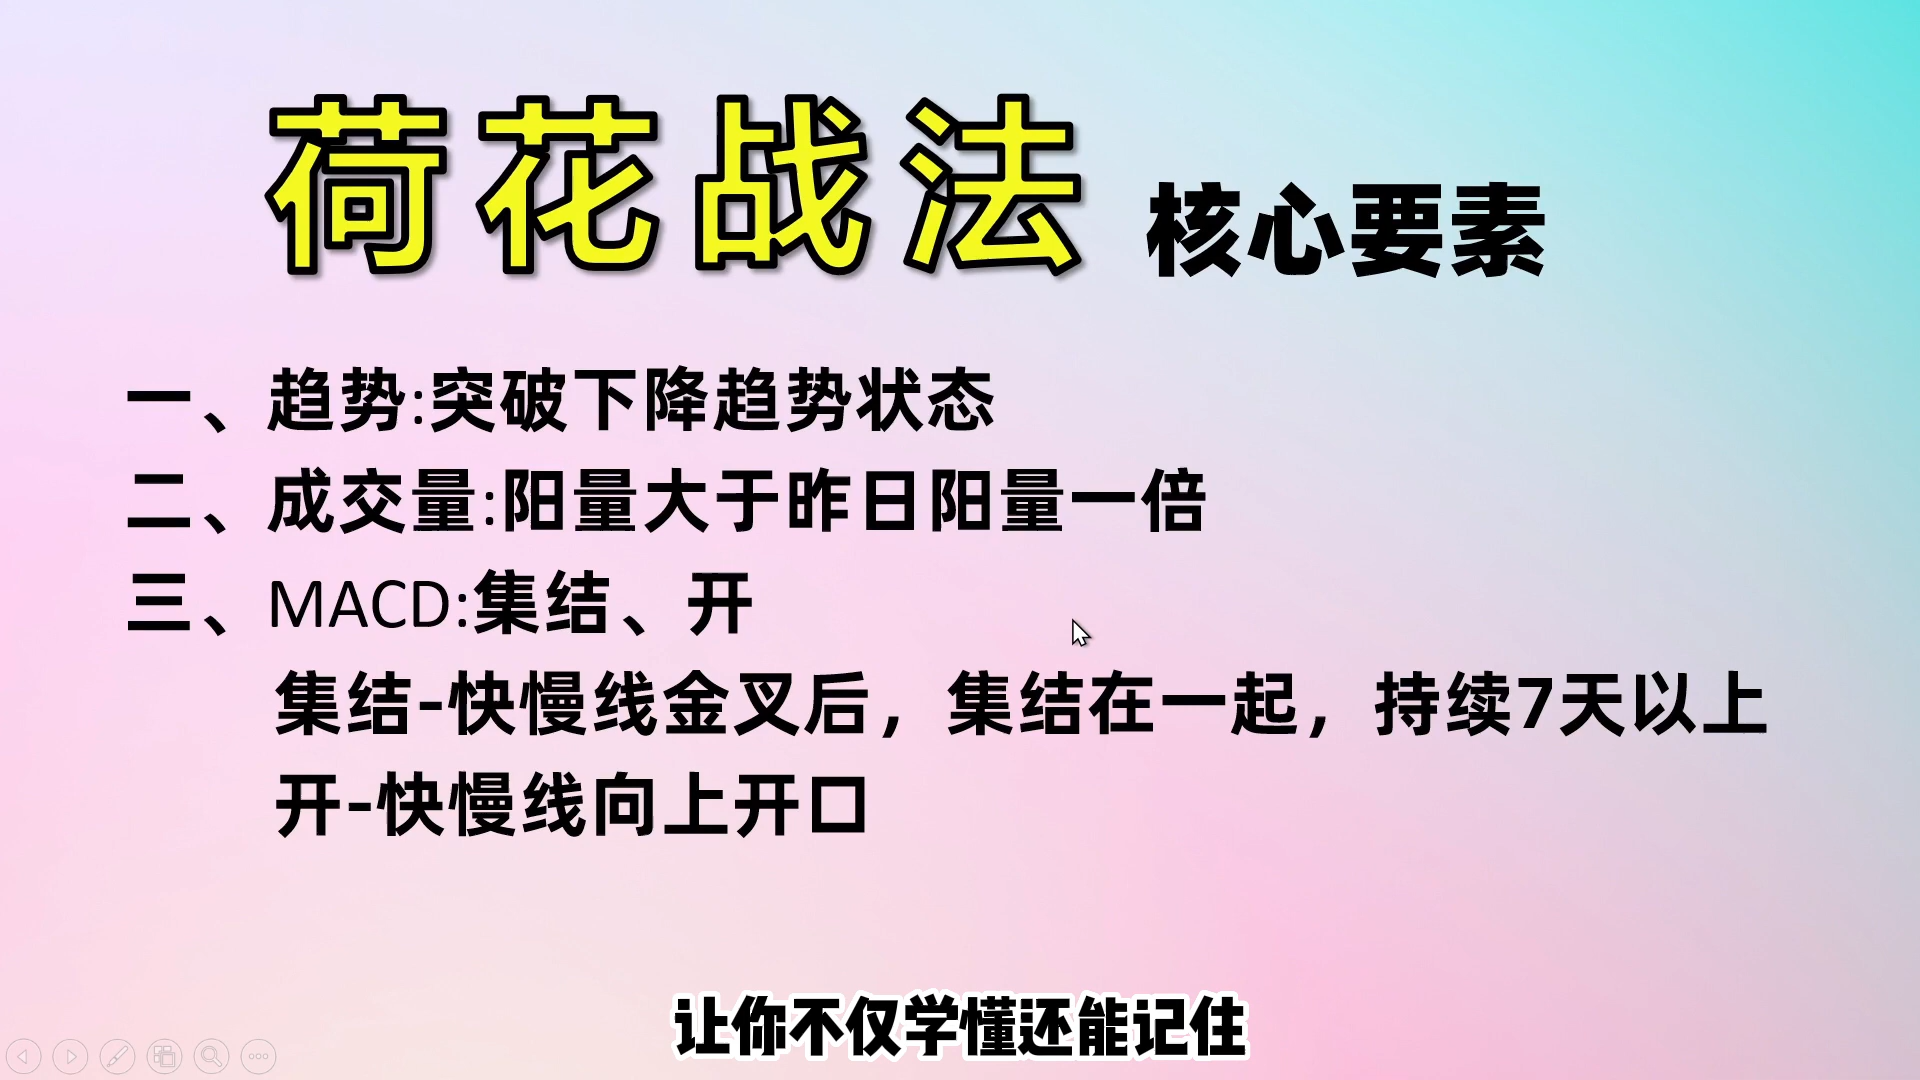 荷花战法 核心要素
一、趋势:突破下降趋势状态
二、成交量:阳量大于昨日阳量一倍
三、MACD:集结、开
集结-快慢线金叉后，集结在一起，持续7天以上
开-快慢线向上开口
让你不仅学懂还能记住